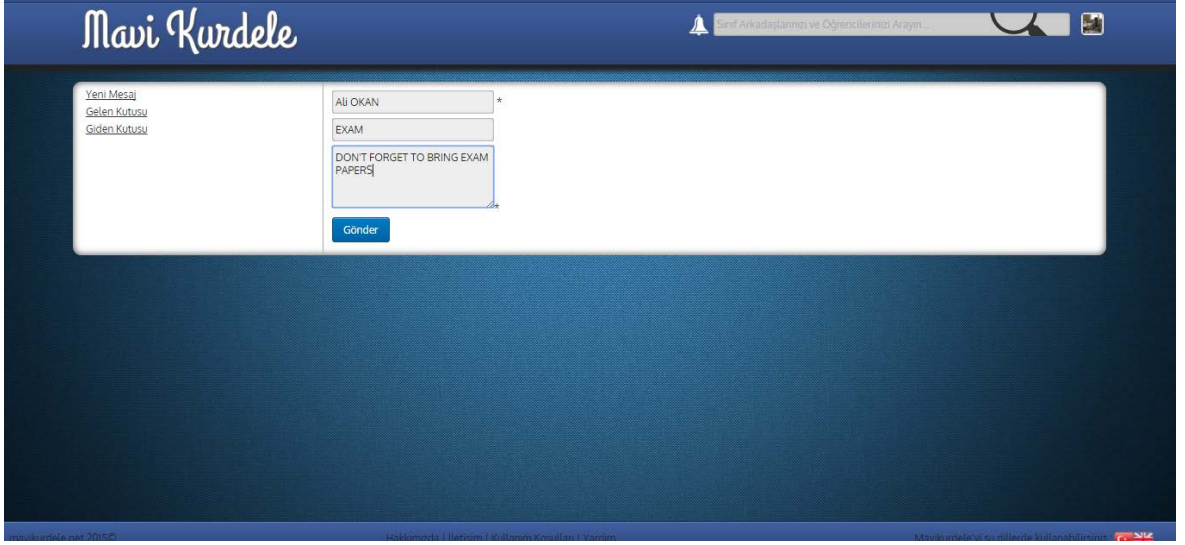 Mavi Kurdele
Sınıf Arkadaşlarınızı ve Öğrencilerinizi Arayın...
Yeni Mesaj
Gelen Kutusu
Giden Kutusu
Ali OKAN *
EXAM
DON'T FORGET TO BRING EXAM
PAPERS
*
Gönder
mavikurdele.net 2015© Hakkımızda | İletişim | Kullanım Koşulları | Yardım Mavikurdele'yi şu dillerde kullanabilirsiniz: